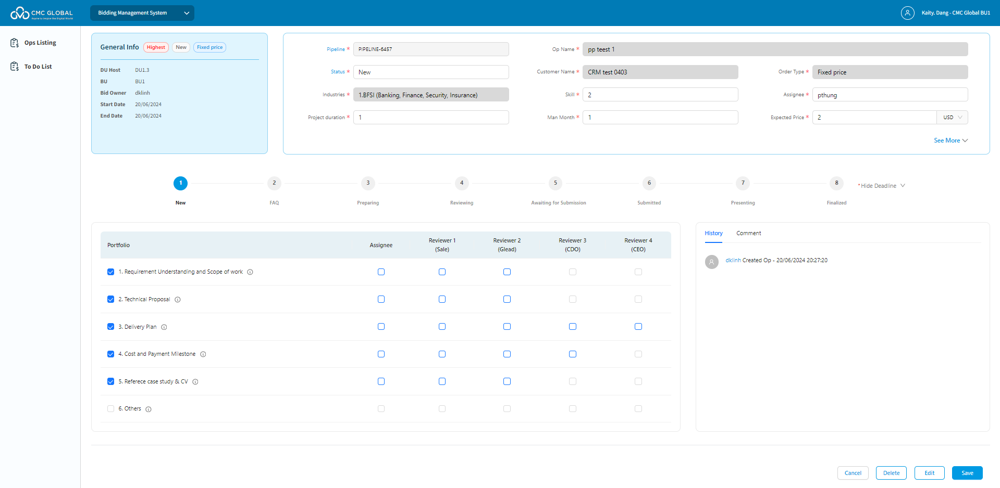 CMC GLOBAL
Aspire to Inspire the Digital World
Bidding Management System
Kaity. Dang - CMC Global BU1
Ops Listing
To Do List
General Info Highest New Fixed price
DU Host DU1.3
BU BU1
Bid Owner dklinh
Start Date 20/06/2024
End Date 20/06/2024
Pipeline * PIPELINE-6457 Op Name * pp teest 1
Status * New Customer Name * CRM test 0403 Order Type * Fixed price
Industries * 1.BFSI (Banking, Finance, Security, Insurance) Skill * 2 Assignee * pthung
Project duration * 1 Man Month * 1 Expected Price * 2 USD
See More
1 2 3 4 5 6 7 8 * Hide Deadline
New FAQ Preparing Reviewing Awaiting for Submission Submitted Presenting Finalized
Portfolio Assignee Reviewer 1 (Sale) Reviewer 2 (Glead) Reviewer 3 (CDO) Reviewer 4 (CEO)
1. Requirement Understanding and Scope of work
2. Technical Proposal
3. Delivery Plan
4. Cost and Payment Milestone
5. Referece case study & CV
6. Others
History Comment
dklinh Created Op - 20/06/2024 20:27:20
Cancel Delete Edit Save